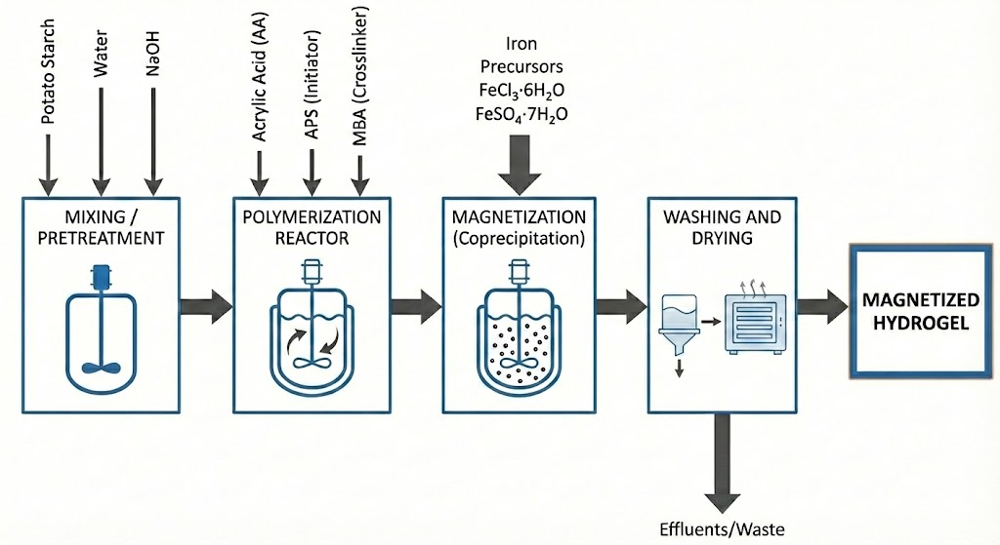 Potato Starch
Water
NaOH
Acrylic Acid (AA)
APS (Initiator)
MBA (Crosslinker)
Iron
Precursors
FeCl₃·6H₂O
FeSO₄·7H₂O
MIXING /
PRETREATMENT
POLYMERIZATION
REACTOR
MAGNETIZATION
(Coprecipitation)
WASHING AND
DRYING
MAGNETIZED
HYDROGEL
Effluents/Waste